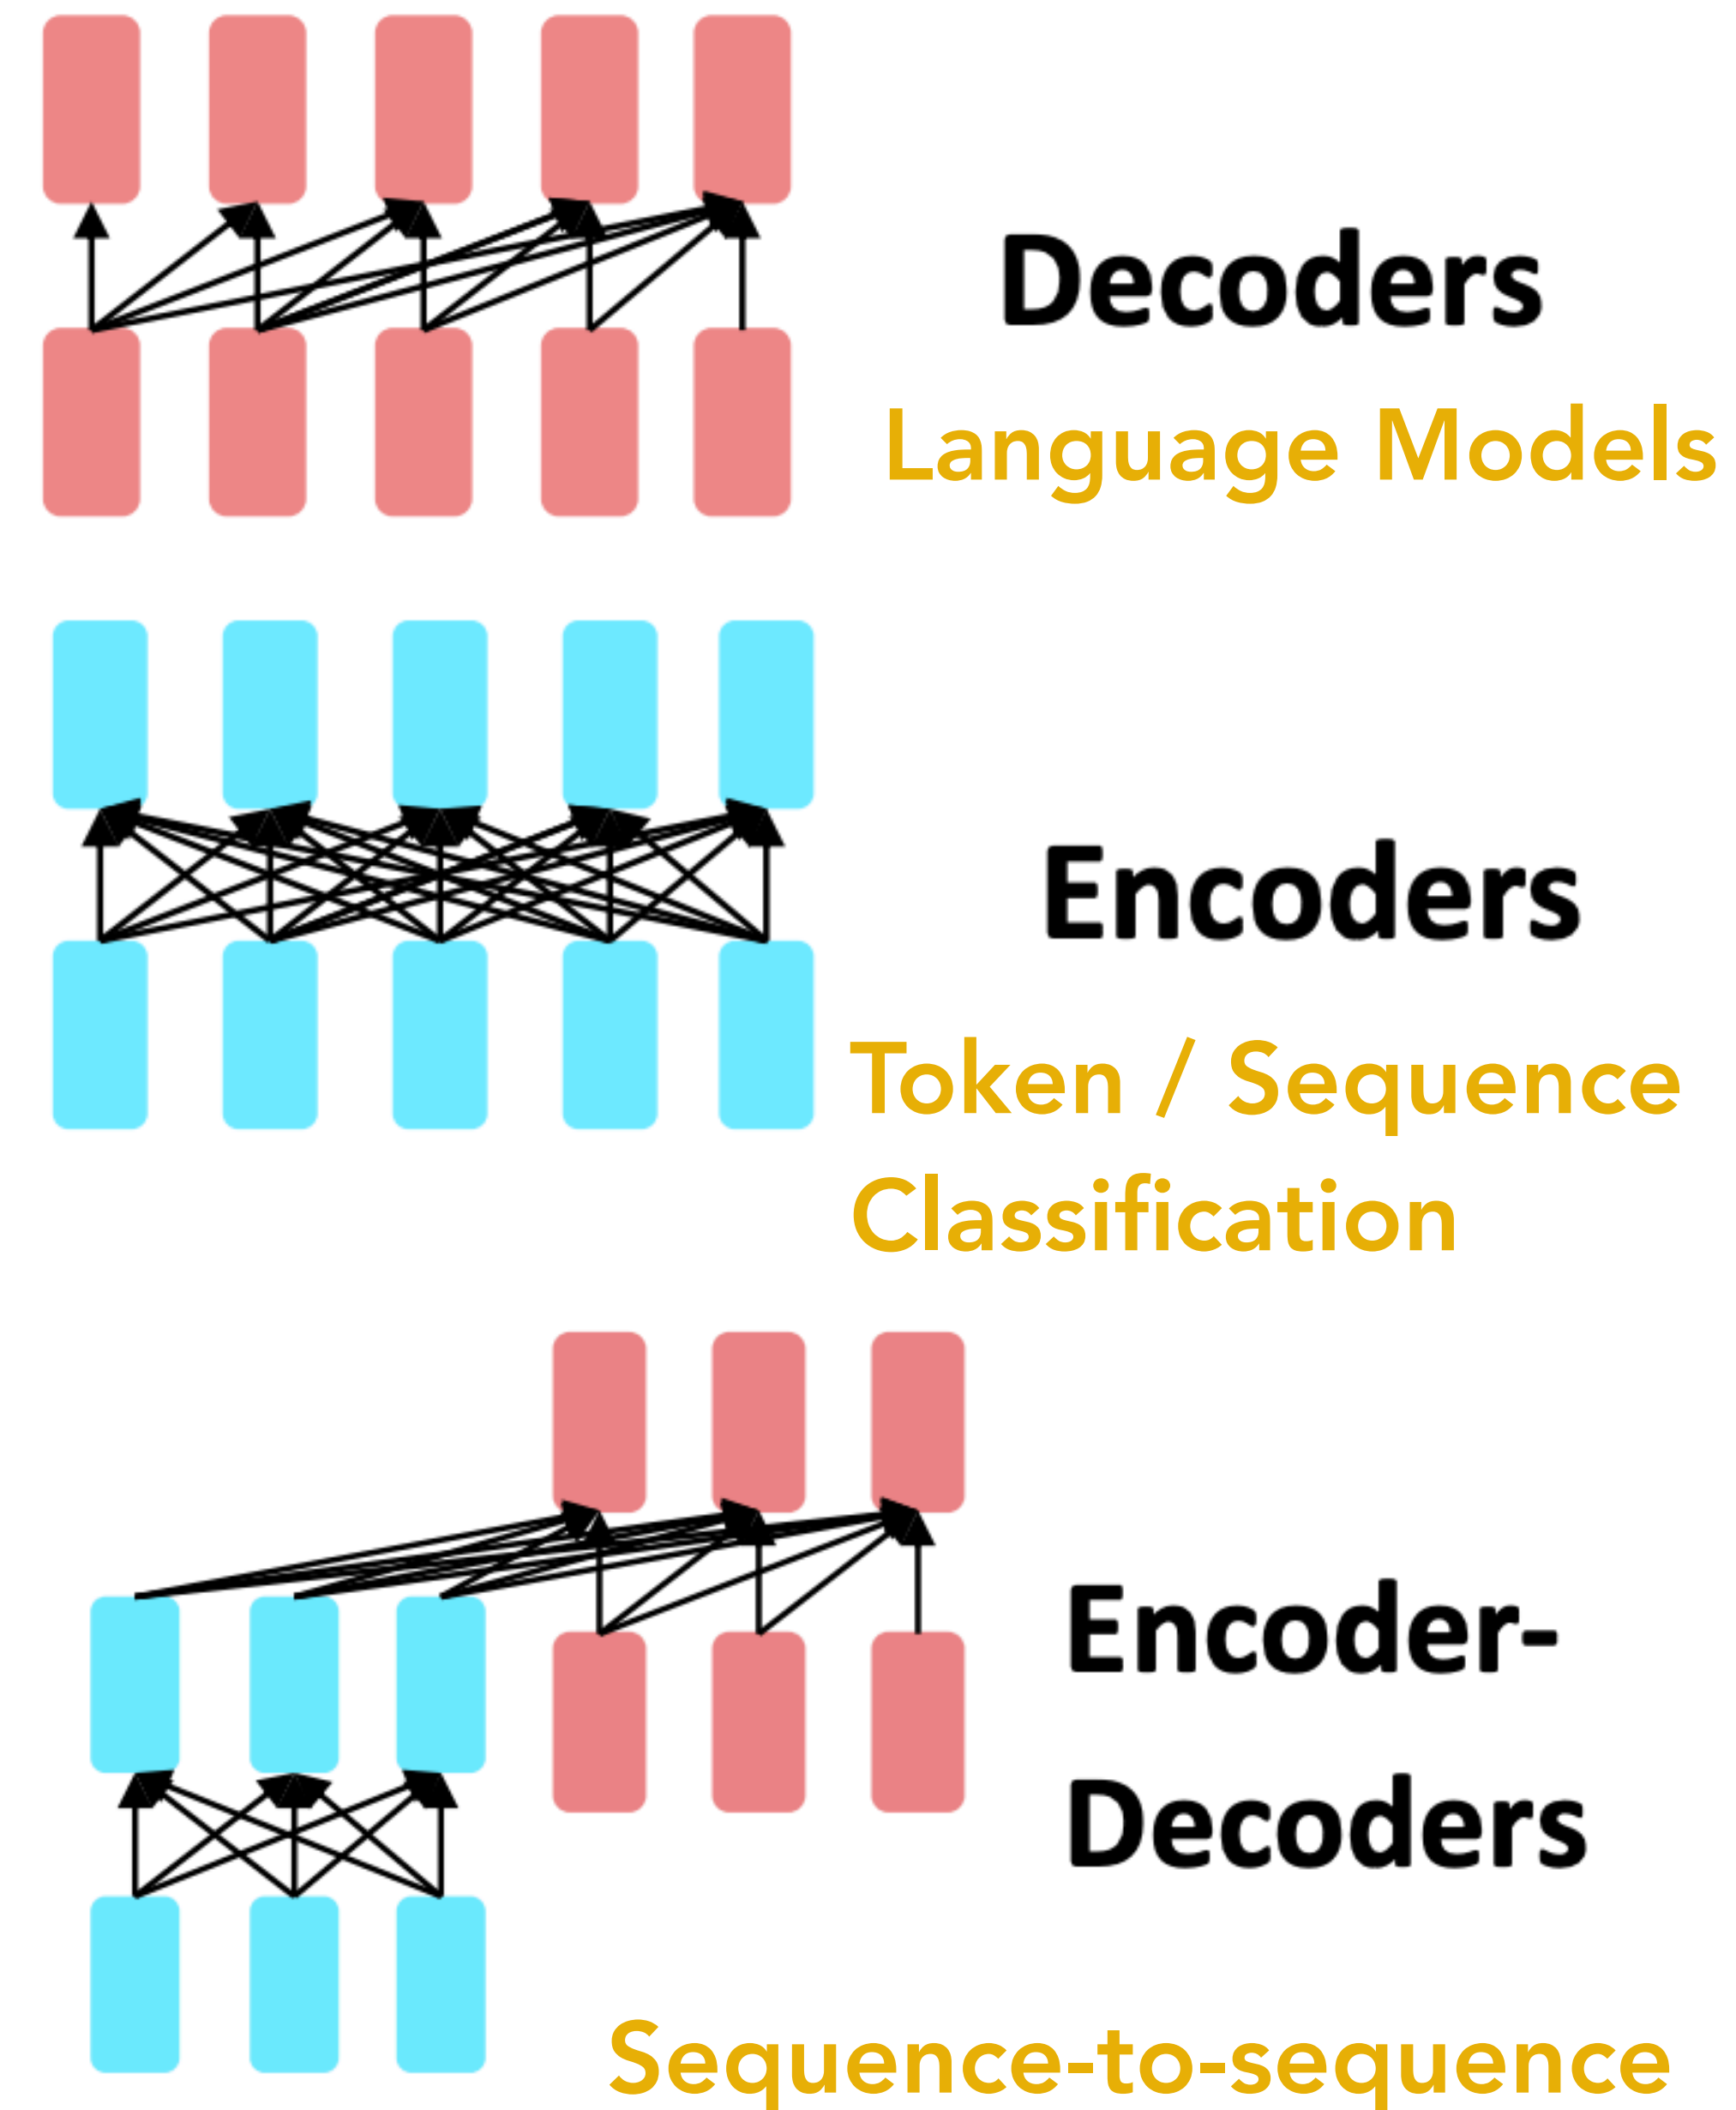 Decoders
Language Models
Encoders
Token / Sequence
Classification
Encoder-
Decoders
Sequence-to-sequence